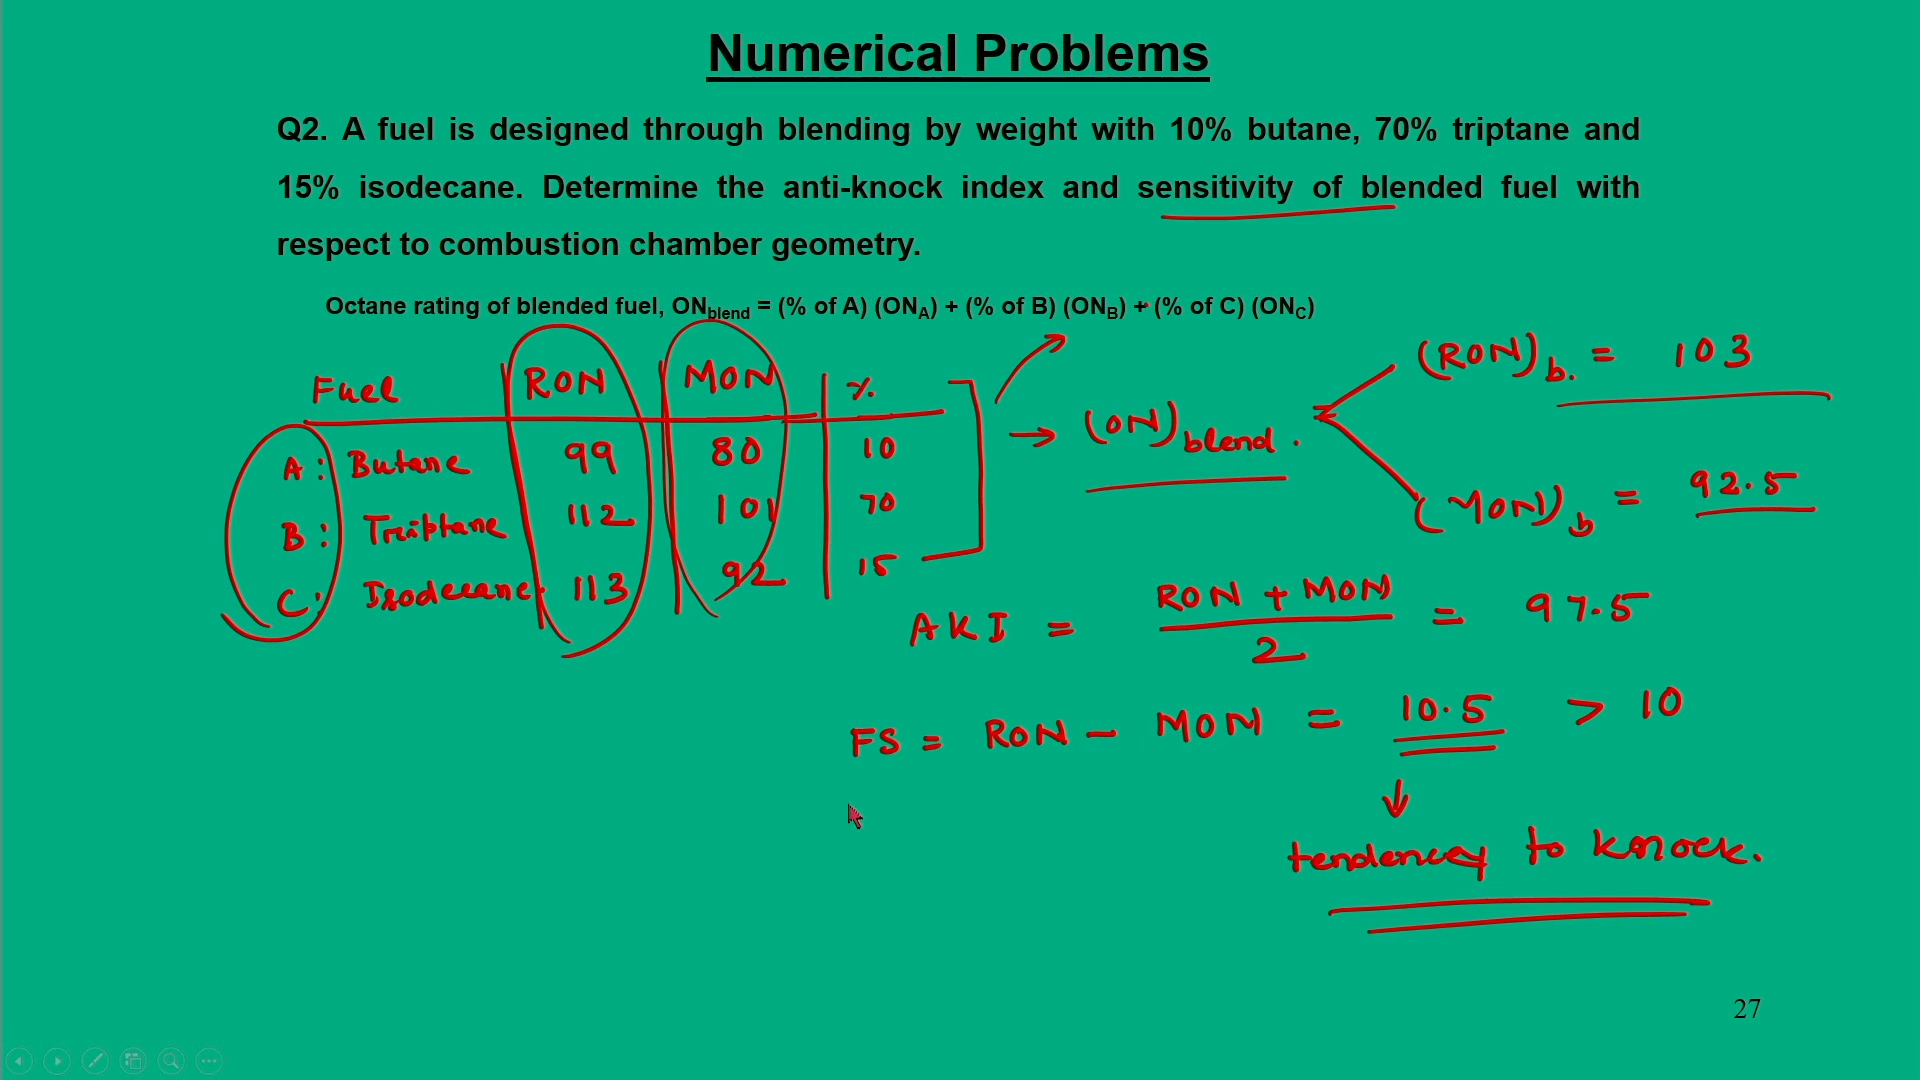 Numerical Problems
Q2. A fuel is designed through blending by weight with 10% butane, 70% triptane and
15% isodecane. Determine the anti-knock index and sensitivity of blended fuel with
respect to combustion chamber geometry.
Octane rating of blended fuel, ONblend = (% of A) (ONA) + (% of B) (ONB) + (% of C) (ONC)
Fuel RON MON %
A: Butane 99 80 10
B: Triptane 112 101 70
C: Isodecane 113 92 15
→ (ON)blend.
(RON)b. = 103
(MON)b = 92.5
AKI = RON + MON / 2 = 97.5
FS = RON - MON = 10.5 > 10
↓
tendency to knock.
27